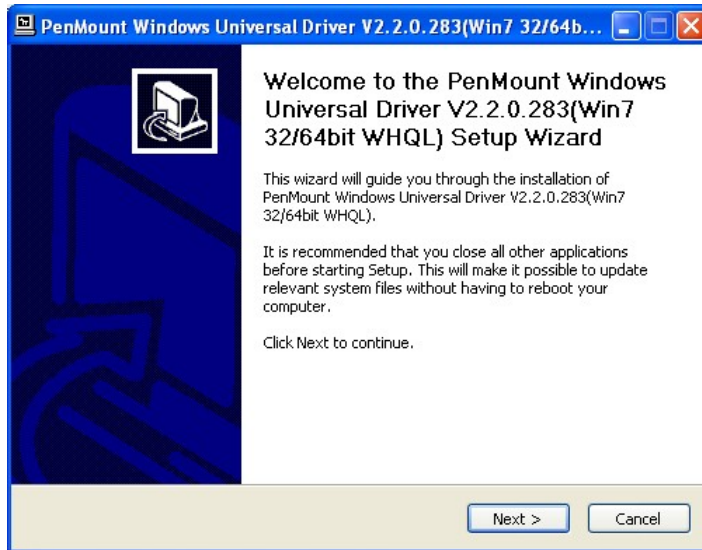 PenMount Windows Universal Driver V2.2.0.283(Win7 32/64b...
Welcome to the PenMount Windows
Universal Driver V2.2.0.283(Win7
32/64bit WHQL) Setup Wizard
This wizard will guide you through the installation of
PenMount Windows Universal Driver V2.2.0.283(Win7
32/64bit WHQL).
It is recommended that you close all other applications
before starting Setup. This will make it possible to update
relevant system files without having to reboot your
computer.
Click Next to continue.
Next >
Cancel